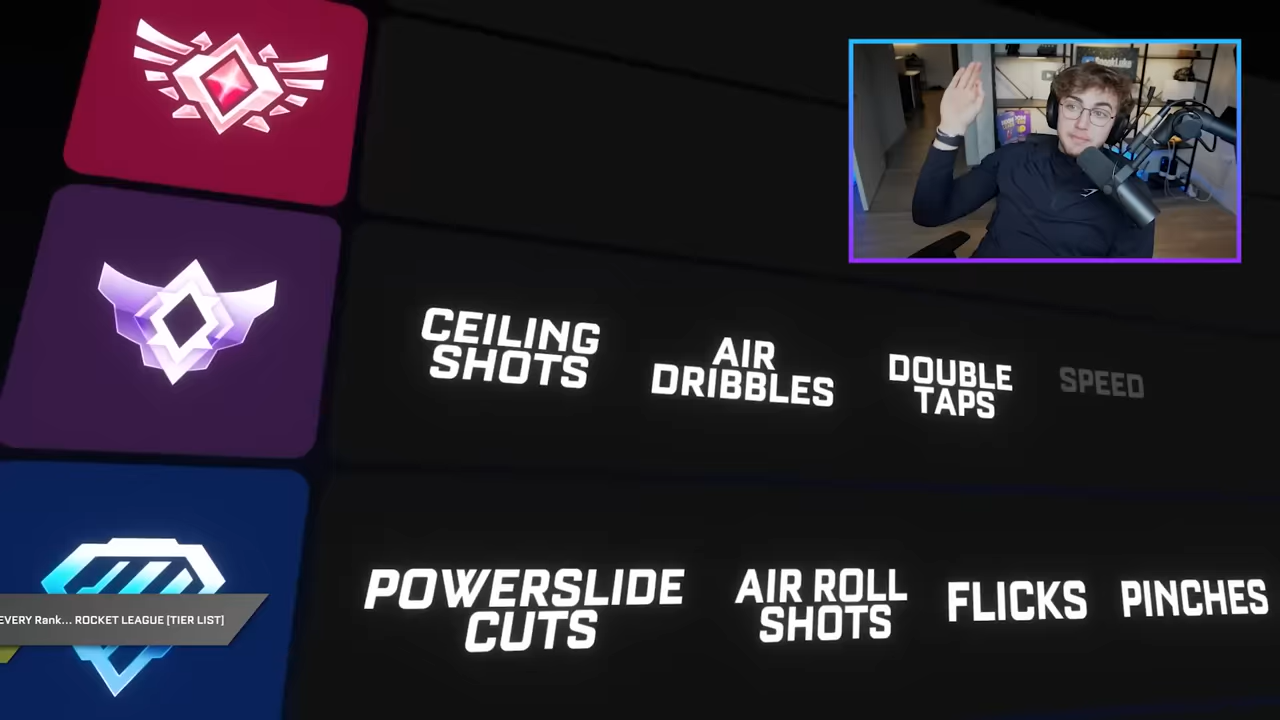 CEILING
SHOTS
AIR
DRIBBLES
DOUBLE
TAPS
SPEED
POWERSLIDE
CUTS
AIR ROLL
SHOTS
FLICKS
PINCHES
EVERY Rank... ROCKET LEAGUE [TIER LIST]